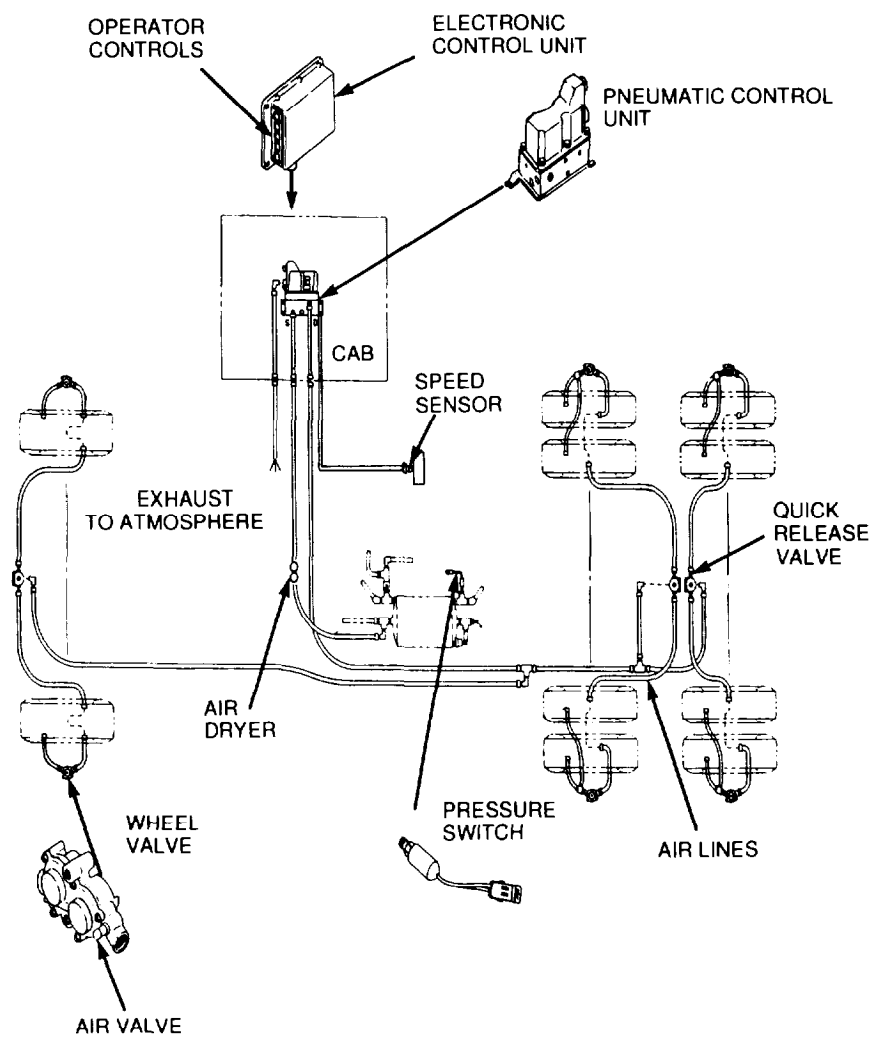 OPERATOR
CONTROLS
ELECTRONIC
CONTROL UNIT
PNEUMATIC CONTROL
UNIT
CAB
SPEED
SENSOR
EXHAUST
TO ATMOSPHERE
QUICK
RELEASE
VALVE
AIR
DRYER
WHEEL
VALVE
PRESSURE
SWITCH
AIR LINES
AIR VALVE